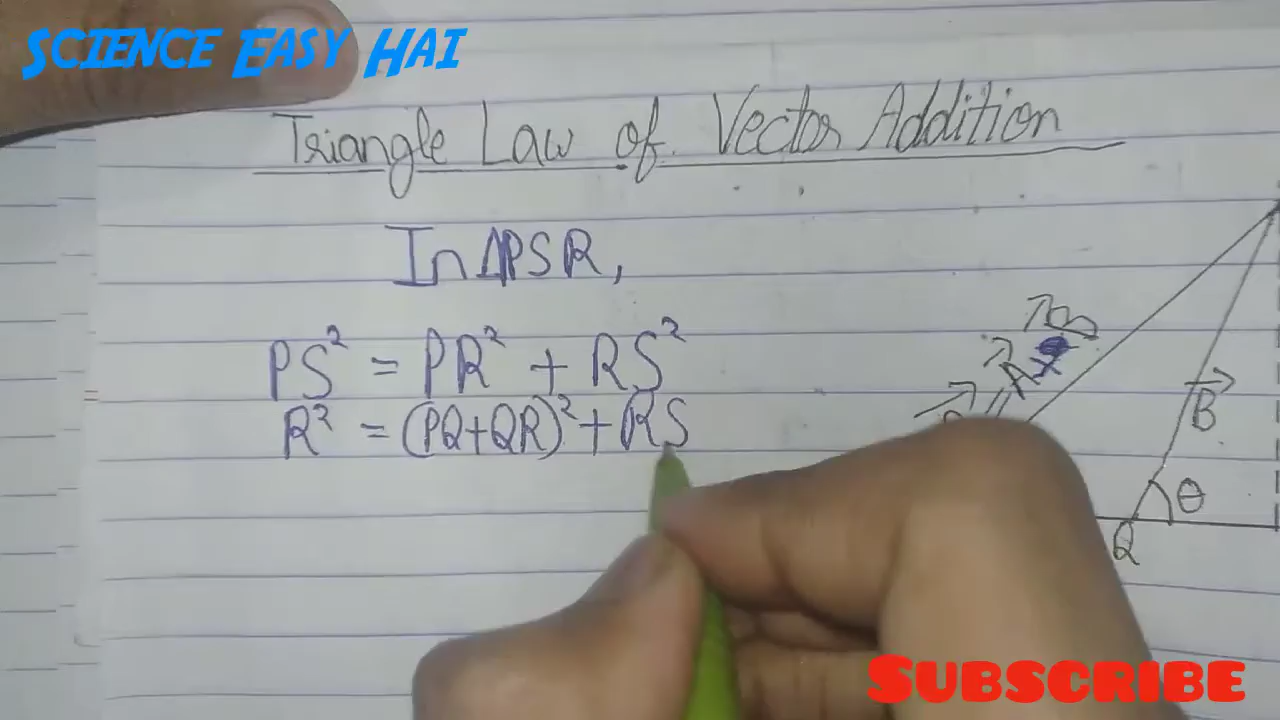 SCIENCE EASY HAI
Triangle Law of Vector Addition
In ΔPSR,
PS² = PR² + RS²
R² = (PQ+QR)² + RS
A + B
B
θ
Q
SUBSCRIBE